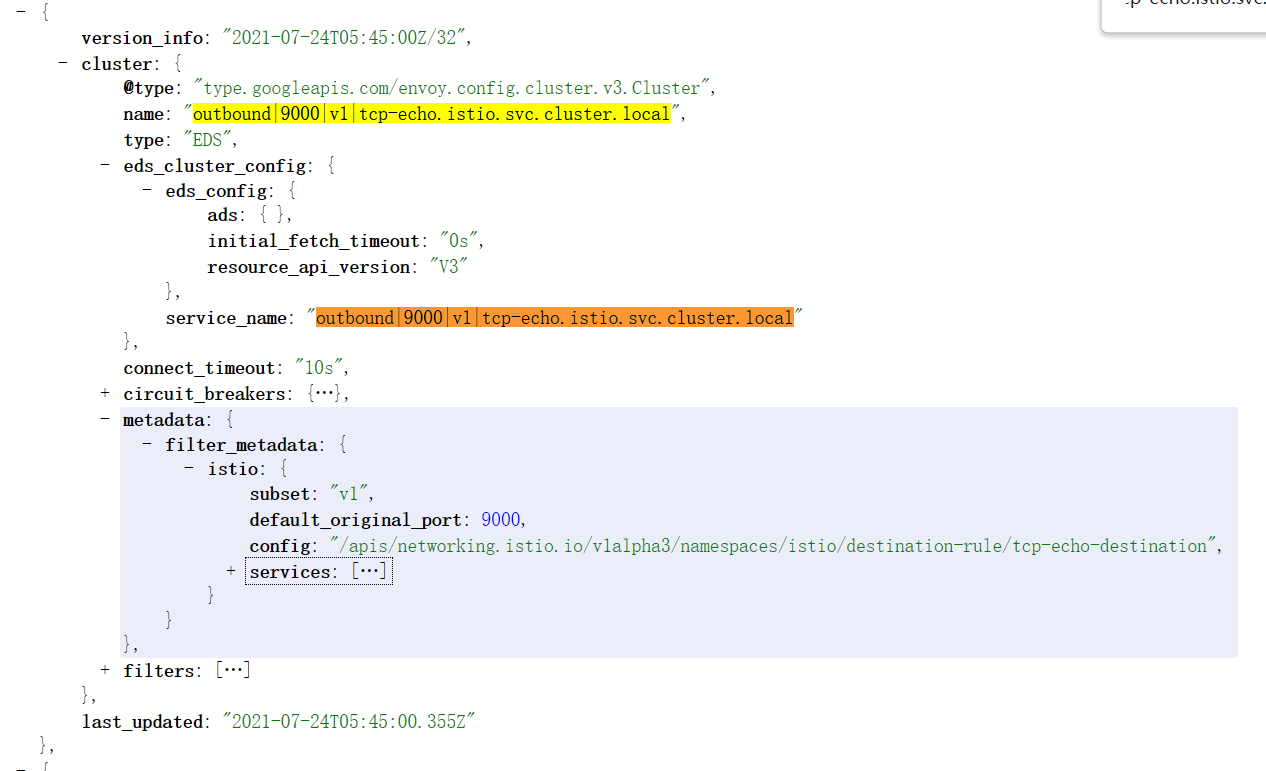 .p-echo.istio.svc.
- {
version_info: "2021-07-24T05:45:00Z/32",
- cluster: {
@type: "type.googleapis.com/envoy.config.cluster.v3.Cluster",
name: "outbound|9000|v1|tcp-echo.istio.svc.cluster.local",
type: "EDS",
- eds_cluster_config: {
- eds_config: {
ads: { },
initial_fetch_timeout: "0s",
resource_api_version: "V3"
},
service_name: "outbound|9000|v1|tcp-echo.istio.svc.cluster.local"
},
connect_timeout: "10s",
+ circuit_breakers: {…},
- metadata: {
- filter_metadata: {
- istio: {
subset: "v1",
default_original_port: 9000,
config: "/apis/networking.istio.io/v1alpha3/namespaces/istio/destination-rule/tcp-echo-destination",
+ services: […]
}
}
},
+ filters: […]
},
last_updated: "2021-07-24T05:45:00.355Z"
},
- {